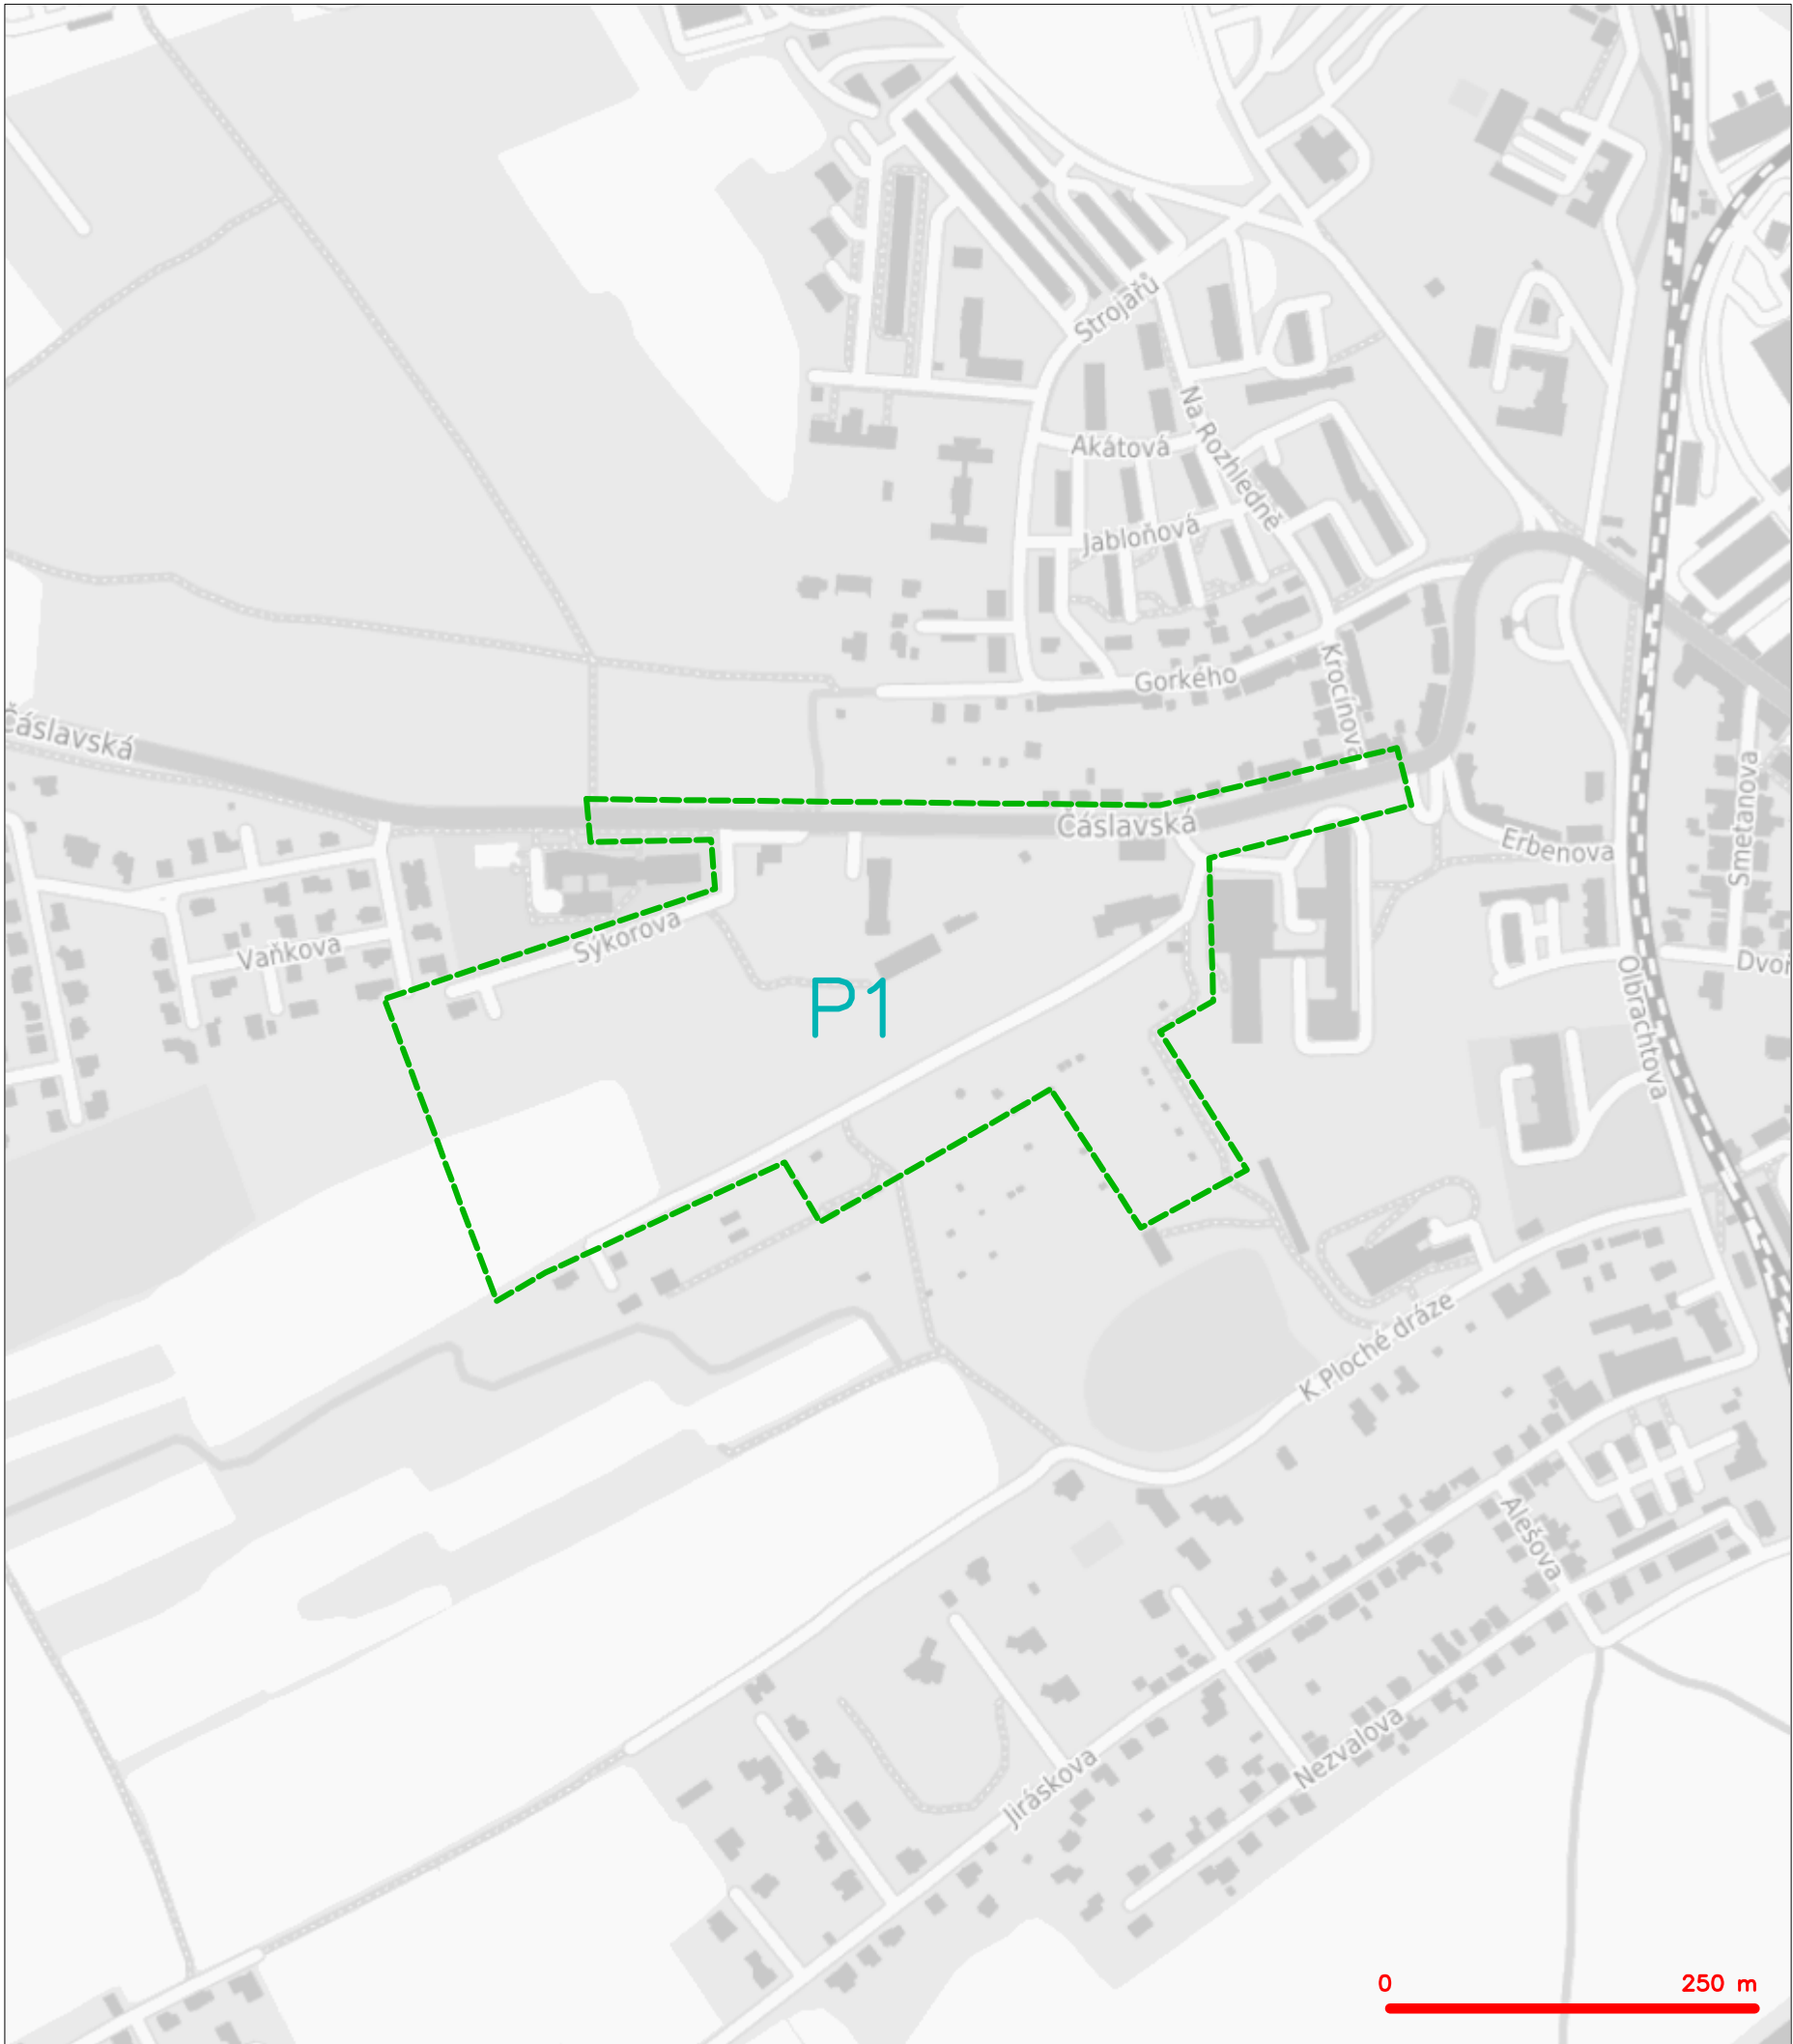 Strojařů
Na Rozhledně
Akátová
Jabloňová
Gorkého
Krocínova
Čáslavská
Čáslavská
Erbenova
Smetanova
Vaňkova
Sýkorova
Dvoř
Olbrachtova
P1
K Ploché dráze
Alešova
Nezvalova
Jiráskova
0 250 m